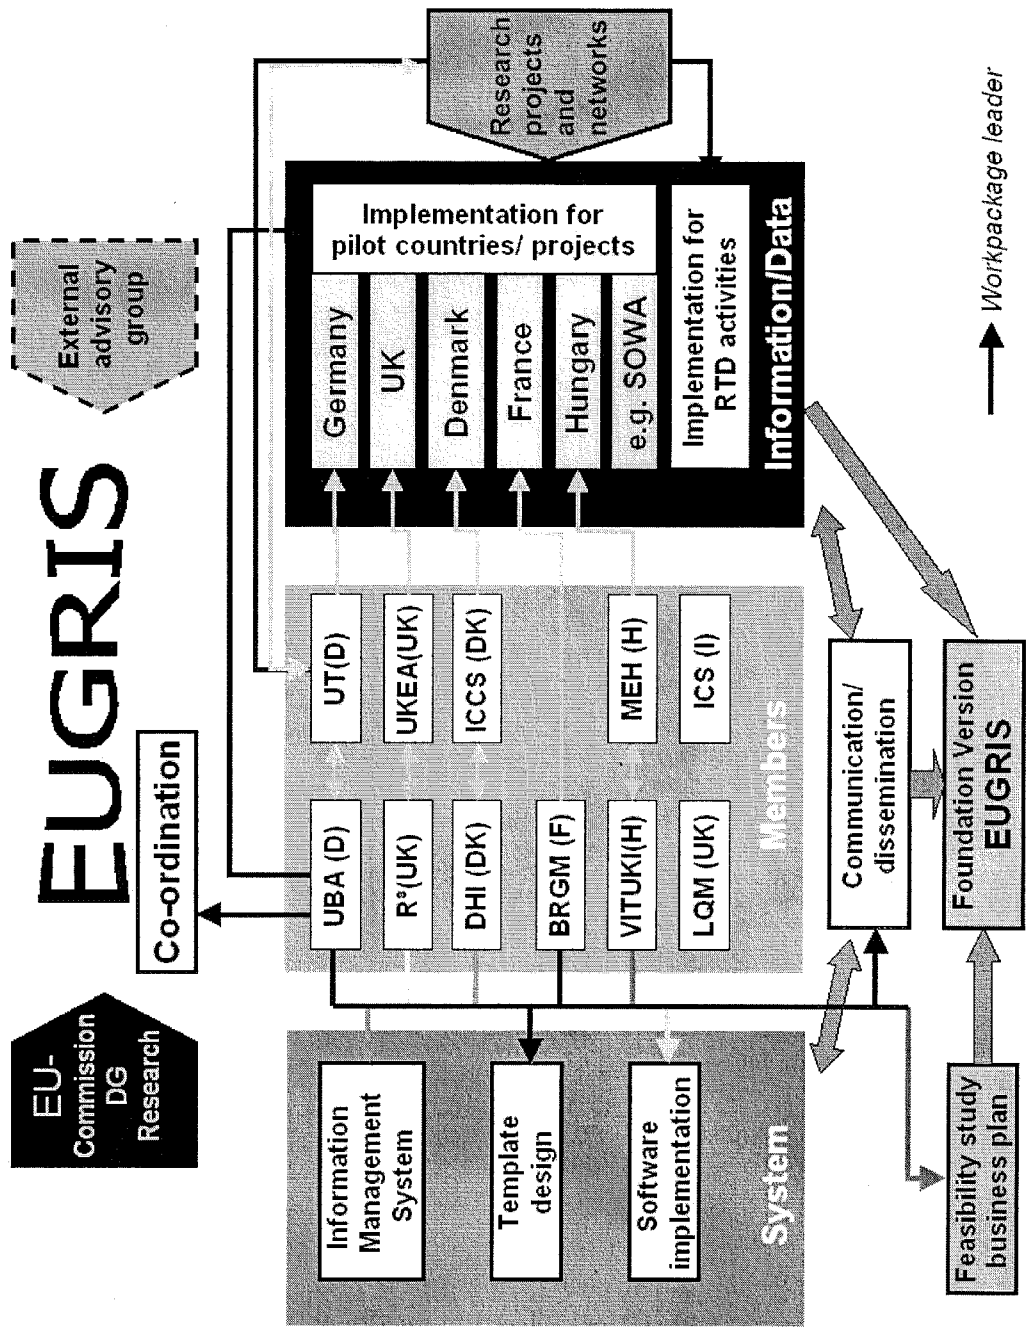 EU-
Commission
DG
Research
EUGRIS
External
advisory
group
Co-ordination
Information
Management
System
Template
design
Software
implementation
System
UBA (D)
UT(D)
R³(UK)
UKEA(UK)
DHI (DK)
ICCS (DK)
BRGM (F)
VITUKI(H)
MEH (H)
LQM (UK)
ICS (I)
Members
Germany
UK
Denmark
France
Hungary
e.g. SOWA
Implementation for
pilot countries/ projects
Implementation for
RTD activities
Information/Data
Research
projects
and
networks
Communication/
dissemination
Feasibility study
business plan
Foundation Version
EUGRIS
Workpackage leader